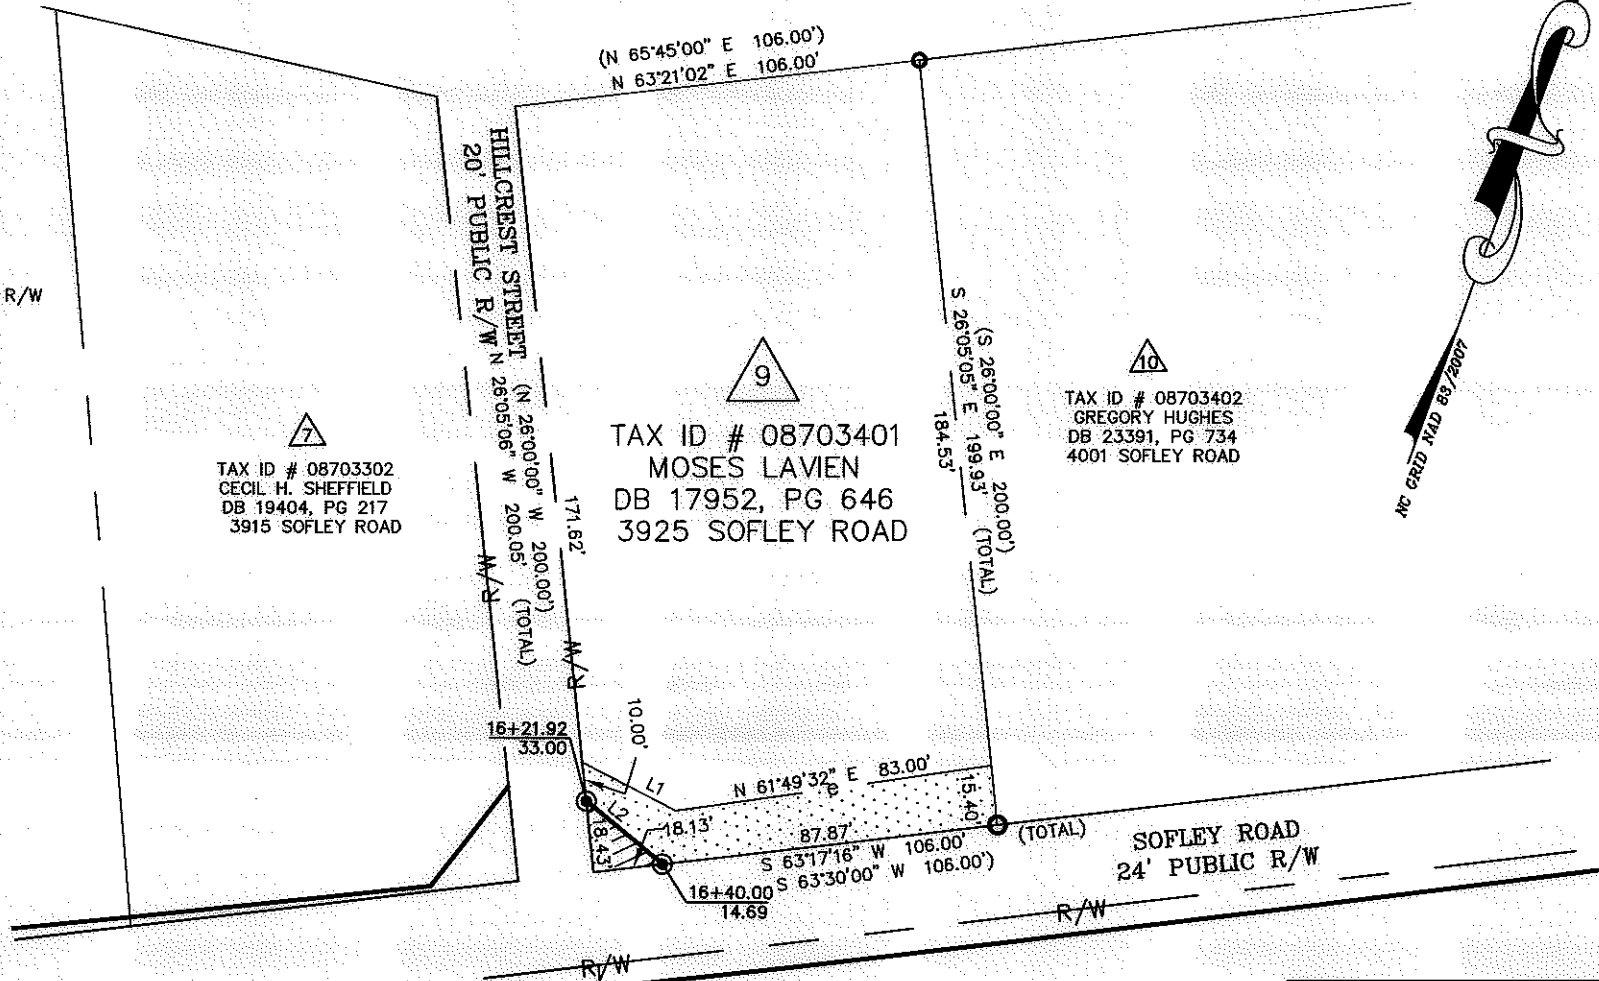 (N 65°45'00" E 106.00')
N 63°21'02" E 106.00'
HILLCREST STREET
20' PUBLIC R/W
R/W
(N 26°00'00" W 200.00')
N 26°05'06" W 200.05' (TOTAL)
171.62'
R/W
R/W
(S 26°00'00" E 200.00')
S 26°05'05" E 199.93' (TOTAL)
184.53'
7
TAX ID # 08703302
CECIL H. SHEFFIELD
DB 19404, PG 217
3915 SOFLEY ROAD
9
TAX ID # 08703401
MOSES LAVIEN
DB 17952, PG 646
3925 SOFLEY ROAD
10
TAX ID # 08703402
GREGORY HUGHES
DB 23391, PG 734
4001 SOFLEY ROAD
NC GRID NAD 83/2007
16+21.92
33.00
10.00'
L1
L2
N 61°49'32" E 83.00'
e
15.40'
18.13'
18.43'
87.87'
S 63°17'16" W 106.00' (TOTAL)
S 63°30'00" W 106.00')
16+40.00
14.69
SOFLEY ROAD
24' PUBLIC R/W
R/W
R/W